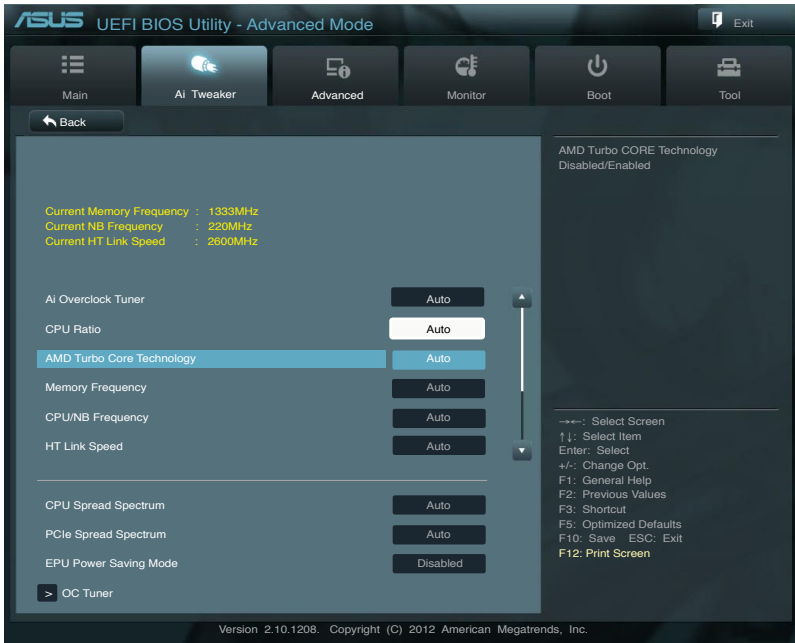 ASUS UEFI BIOS Utility - Advanced Mode
Exit
Main
Ai Tweaker
Advanced
Monitor
Boot
Tool
Back
Current Memory Frequency : 1333MHz
Current NB Frequency : 220MHz
Current HT Link Speed : 2600MHz
Ai Overclock Tuner Auto
CPU Ratio Auto
AMD Turbo Core Technology Auto
Memory Frequency Auto
CPU/NB Frequency Auto
HT Link Speed Auto
CPU Spread Spectrum Auto
PCIe Spread Spectrum Auto
EPU Power Saving Mode Disabled
> OC Tuner
AMD Turbo CORE Technology
Disabled/Enabled
→←: Select Screen
↑↓: Select Item
Enter: Select
+/-: Change Opt.
F1: General Help
F2: Previous Values
F3: Shortcut
F5: Optimized Defaults
F10: Save ESC: Exit
F12: Print Screen
Version 2.10.1208. Copyright (C) 2012 American Megatrends, Inc.